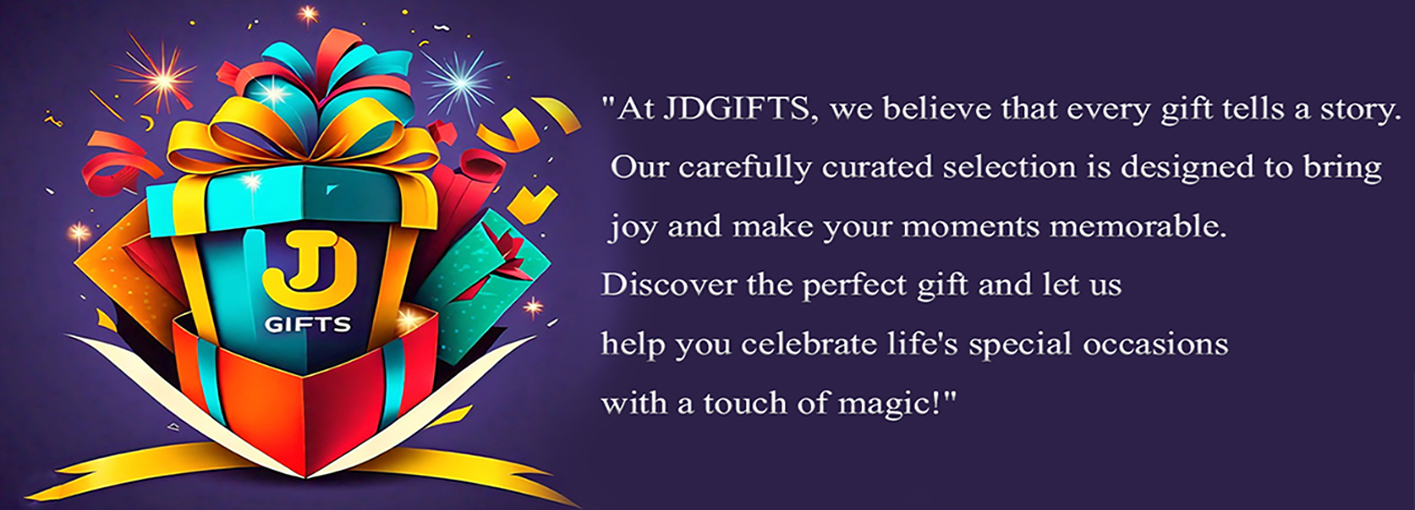 JD
GIFTS
"At JDGIFTS, we believe that every gift tells a story.
Our carefully curated selection is designed to bring
joy and make your moments memorable.
Discover the perfect gift and let us
help you celebrate life's special occasions
with a touch of magic!"